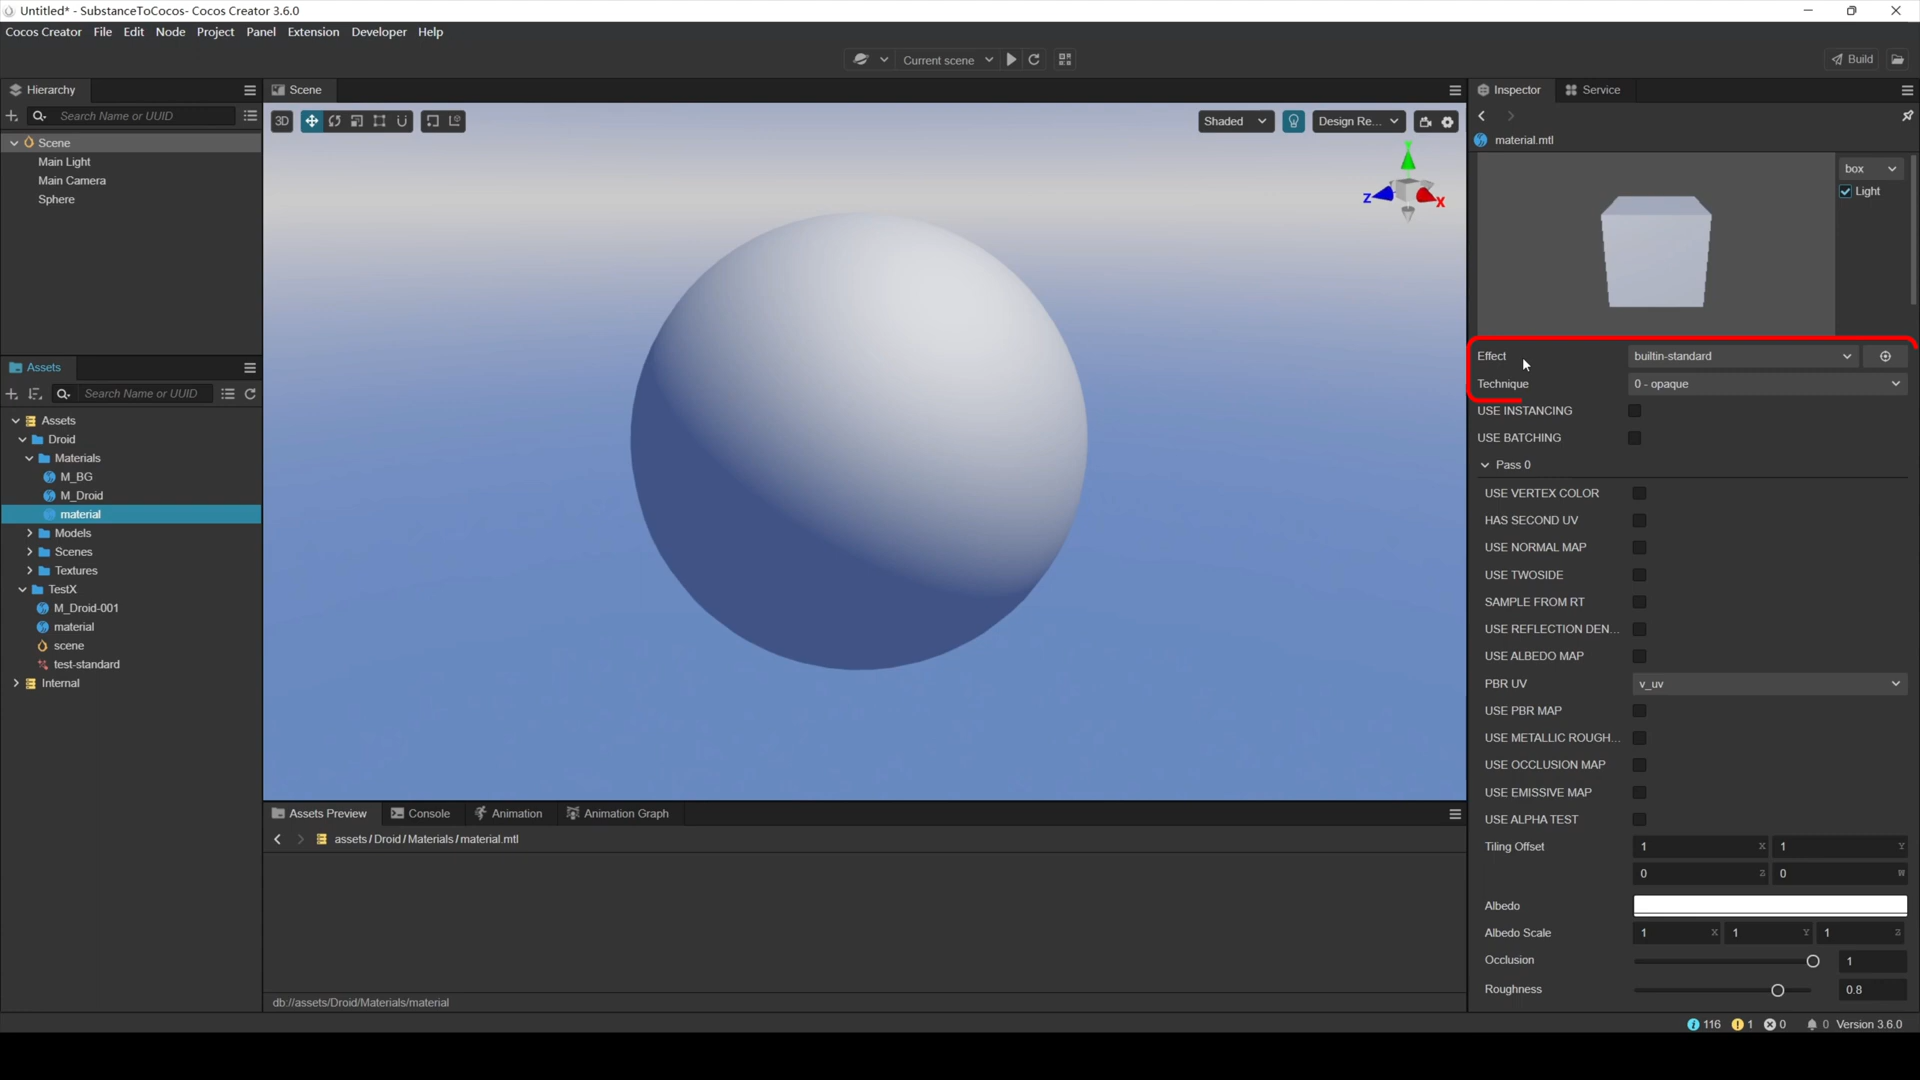 Untitled* - SubstanceToCocos- Cocos Creator 3.6.0
Cocos Creator File Edit Node Project Panel Extension Developer Help
Current scene
Build
Hierarchy
Search Name or UUID
Scene
Main Light
Main Camera
Sphere
Assets
Search Name or UUID
Assets
Droid
Materials
M_BG
M_Droid
material
Models
Scenes
Textures
TestX
M_Droid-001
material
scene
test-standard
Internal
Scene
3D
Shaded
Design Re...
Y
Z
X
Assets Preview Console Animation Animation Graph
assets / Droid / Materials / material.mtl
db://assets/Droid/Materials/material
Inspector Service
material.mtl
box
Light
Effect builtin-standard
Technique 0 - opaque
USE INSTANCING
USE BATCHING
Pass 0
USE VERTEX COLOR
HAS SECOND UV
USE NORMAL MAP
USE TWOSIDE
SAMPLE FROM RT
USE REFLECTION DEN...
USE ALBEDO MAP
PBR UV v_uv
USE PBR MAP
USE METALLIC ROUGH...
USE OCCLUSION MAP
USE EMISSIVE MAP
USE ALPHA TEST
Tiling Offset 1 X 1 Y
0 Z 0 W
Albedo
Albedo Scale 1 X 1 Y 1 Z
Occlusion 1
Roughness 0.8
116 1 0 0 Version 3.6.0